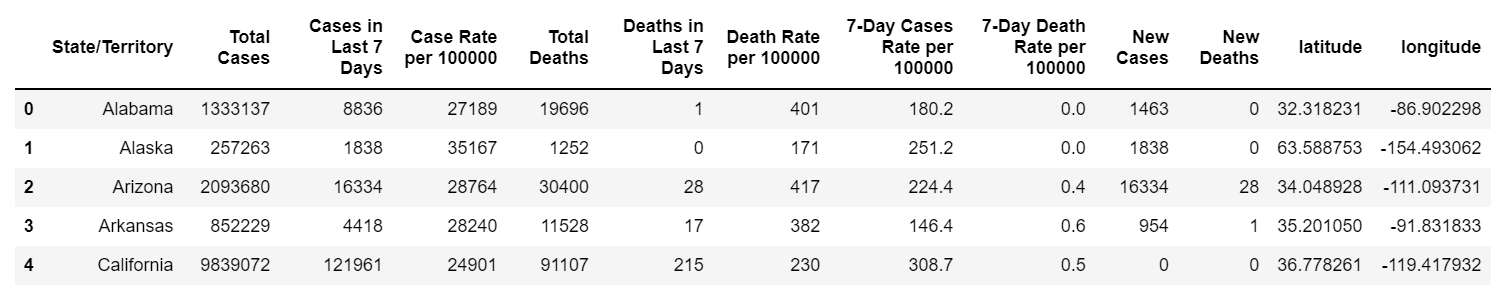 State/Territory Total Cases Cases in Last 7 Days Case Rate per 100000 Total Deaths Deaths in Last 7 Days Death Rate per 100000 7-Day Cases Rate per 100000 7-Day Death Rate per 100000 New Cases New Deaths latitude longitude
0 Alabama 1333137 8836 27189 19696 1 401 180.2 0.0 1463 0 32.318231 -86.902298
1 Alaska 257263 1838 35167 1252 0 171 251.2 0.0 1838 0 63.588753 -154.493062
2 Arizona 2093680 16334 28764 30400 28 417 224.4 0.4 16334 28 34.048928 -111.093731
3 Arkansas 852229 4418 28240 11528 17 382 146.4 0.6 954 1 35.201050 -91.831833
4 California 9839072 121961 24901 91107 215 230 308.7 0.5 0 0 36.778261 -119.417932